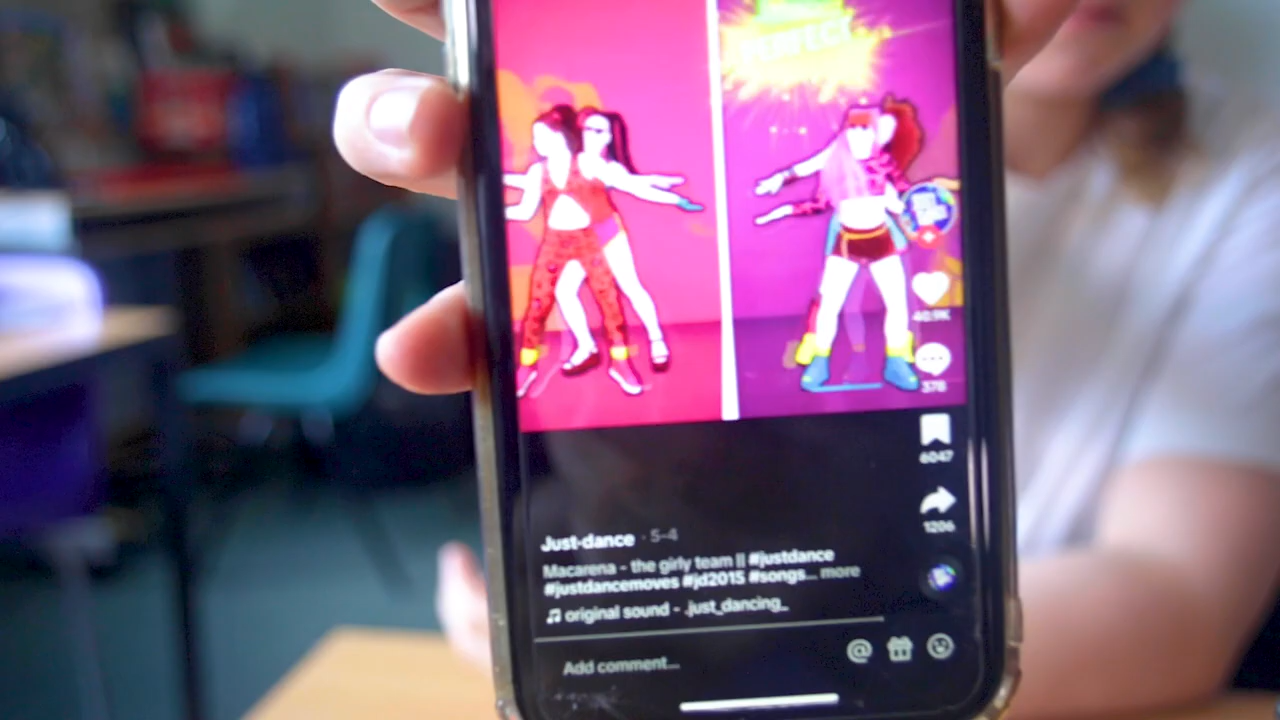 PERFECT
40.9K
378
6047
1206
Just-dance · 5-4
Macarena - the girly team || #justdance
#justdancemoves #jd2015 #songs... more
original sound - .just_dancing_
Add comment...